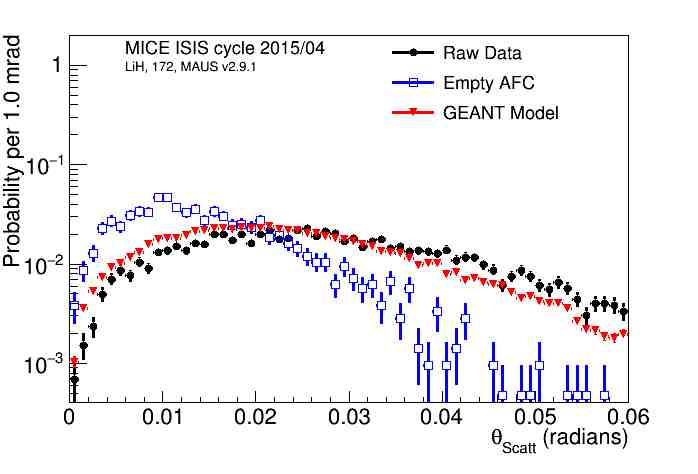 MICE ISIS cycle 2015/04
LiH, 172, MAUS v2.9.1
Raw Data
Empty AFC
GEANT Model
Probability per 1.0 mrad
1
10−1
10−2
10−3
0 0.01 0.02 0.03 0.04 0.05 0.06
θScatt (radians)